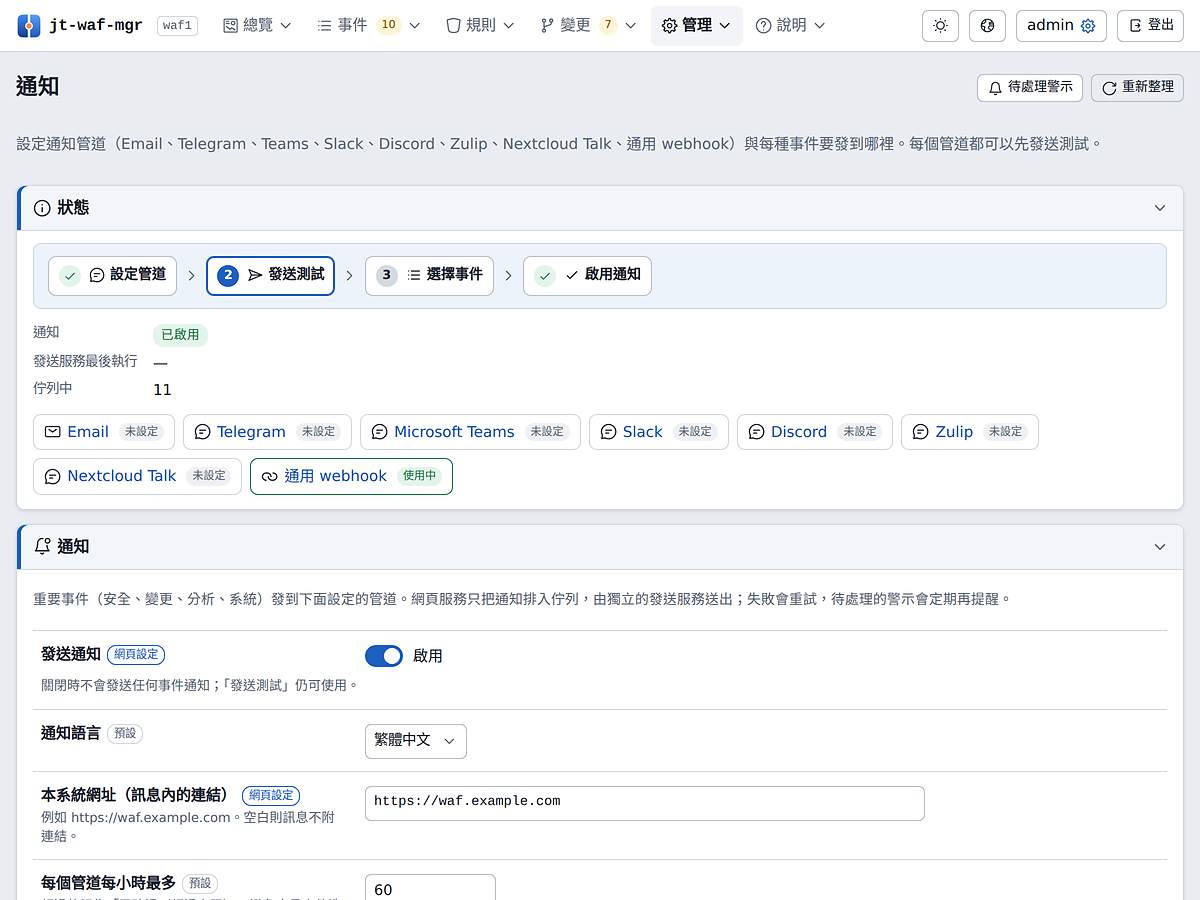 jt-waf-mgr waf1 總覽 事件 10 規則 變更 7 管理 說明 admin 登出
通知 待處理警示 重新整理
設定通知管道（Email、Telegram、Teams、Slack、Discord、Zulip、Nextcloud Talk、通用 webhook）與每種事件要發到哪裡。每個管道都可以先發送測試。
狀態
設定管道 2 發送測試 3 選擇事件 啟用通知
通知 已啟用
發送服務最後執行 —
佇列中 11
Email 未設定 Telegram 未設定 Microsoft Teams 未設定 Slack 未設定 Discord 未設定 Zulip 未設定
Nextcloud Talk 未設定 通用 webhook 使用中
通知
重要事件（安全、變更、分析、系統）發到下面設定的管道。網頁服務只把通知排入佇列，由獨立的發送服務送出；失敗會重試，待處理的警示會定期再提醒。
發送通知 網頁設定 啟用
關閉時不會發送任何事件通知；「發送測試」仍可使用。
通知語言 預設 繁體中文
本系統網址（訊息內的連結） 網頁設定 https://waf.example.com
例如 https://waf.example.com。空白則訊息不附
連結。
每個管道每小時最多 預設 60